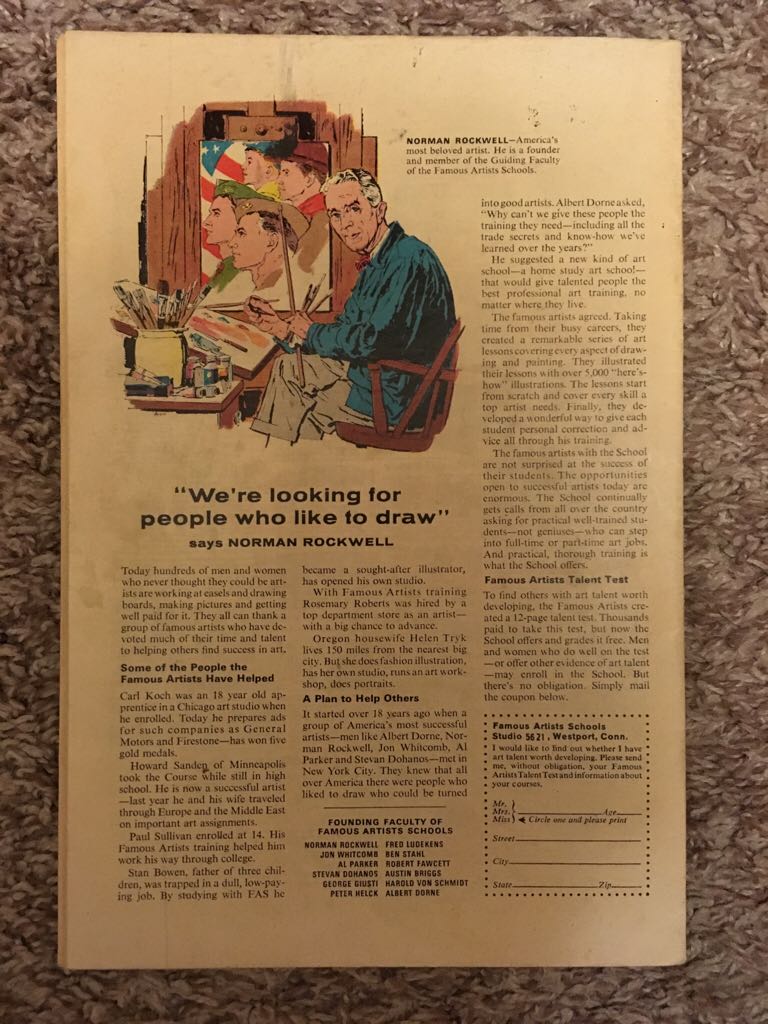 NORMAN ROCKWELL—America's
most beloved artist. He is a founder
and member of the Guiding Faculty
of the Famous Artists Schools.
"We're looking for
people who like to draw"
says NORMAN ROCKWELL
Today hundreds of men and women
who never thought they could be art-
ists are working at easels and drawing
boards, making pictures and getting
well paid for it. They all can thank a
group of famous artists who have de-
voted much of their time and talent
to helping others find success in art.
Some of the People the
Famous Artists Have Helped
Carl Koch was an 18 year old ap-
prentice in a Chicago art studio when
he enrolled. Today he prepares ads
for such companies as General
Motors and Firestone—has won five
gold medals.
Howard Sanden of Minneapolis
took the Course while still in high
school. He is now a successful artist
—last year he and his wife traveled
through Europe and the Middle East
on important art assignments.
Paul Sullivan enrolled at 14. His
Famous Artists training helped him
work his way through college.
Stan Bowen, father of three chil-
dren, was trapped in a dull, low-pay-
ing job. By studying with FAS he
became a sought-after illustrator,
has opened his own studio.
With Famous Artists training
Rosemary Roberts was hired by a
top department store as an artist—
with a big chance to advance.
Oregon housewife Helen Tryk
lives 150 miles from the nearest big
city. But she does fashion illustration,
has her own studio, runs an art work-
shop, does portraits.
A Plan to Help Others
It started over 18 years ago when a
group of America's most successful
artists—men like Albert Dorne, Nor-
man Rockwell, Jon Whitcomb, Al
Parker and Stevan Dohanos—met in
New York City. They knew that all
over America there were people who
liked to draw who could be turned
into good artists. Albert Dorne asked,
"Why can't we give these people the
training they need—including all the
trade secrets and know-how we've
learned over the years?"
He suggested a new kind of art
school—a home study art school—
that would give talented people the
best professional art training, no
matter where they live.
The famous artists agreed. Taking
time from their busy careers, they
created a remarkable series of art
lessons covering every aspect of draw-
ing and painting. They illustrated
their lessons with over 5,000 "here's-
how" illustrations. The lessons start
from scratch and cover every skill a
top artist needs. Finally, they de-
veloped a wonderful way to give each
student personal correction and ad-
vice all through his training.
The famous artists with the School
are not surprised at the success of
their students. The opportunities
open to successful artists today are
enormous. The School continually
gets calls from all over the country
asking for practical well-trained stu-
dents—not geniuses—who can step
into full-time or part-time art jobs.
And practical, thorough training is
what the School offers.
Famous Artists Talent Test
To find others with art talent worth
developing, the Famous Artists cre-
ated a 12-page talent test. Thousands
paid to take this test, but now the
School offers and grades it free. Men
and women who do well on the test
—or offer other evidence of art talent
—may enroll in the School. But
there's no obligation. Simply mail
the coupon below.
FOUNDING FACULTY OF
FAMOUS ARTISTS SCHOOLS
NORMAN ROCKWELL FRED LUDEKENS
JON WHITCOMB BEN STAHL
AL PARKER ROBERT FAWCETT
STEVAN DOHANOS AUSTIN BRIGGS
GEORGE GIUSTI HAROLD VON SCHMIDT
PETER HELCK ALBERT DORNE
Famous Artists Schools
Studio 5621, Westport, Conn.
I would like to find out whether I have
art talent worth developing. Please send
me, without obligation, your Famous
Artists Talent Test and information about
your courses.
Mr.
Mrs. Age
Miss Circle one and please print
Street
City
State Zip